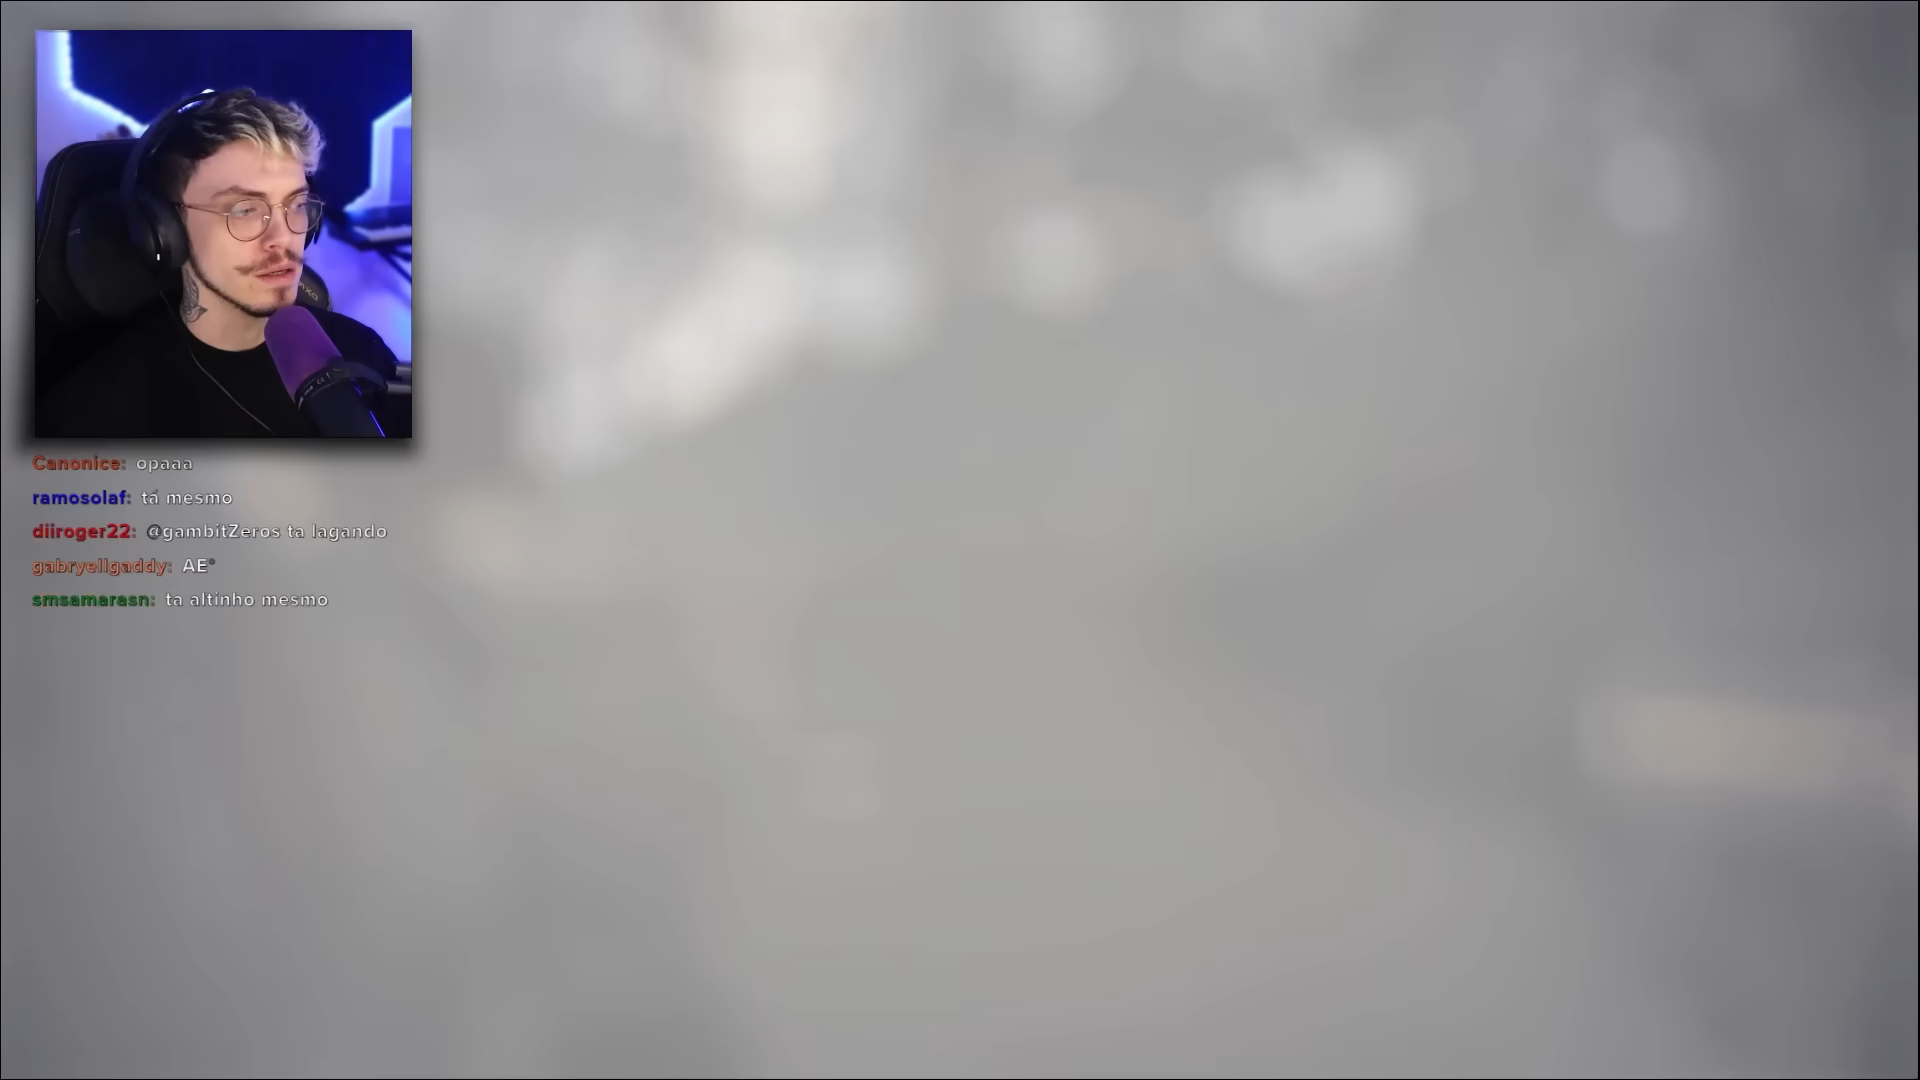 Canonice: opaaa
ramosolaf: tá mesmo
diiroger22: @gambitZeros ta lagando
gabryellgaddy: AE*
smsamarasn: ta altinho mesmo